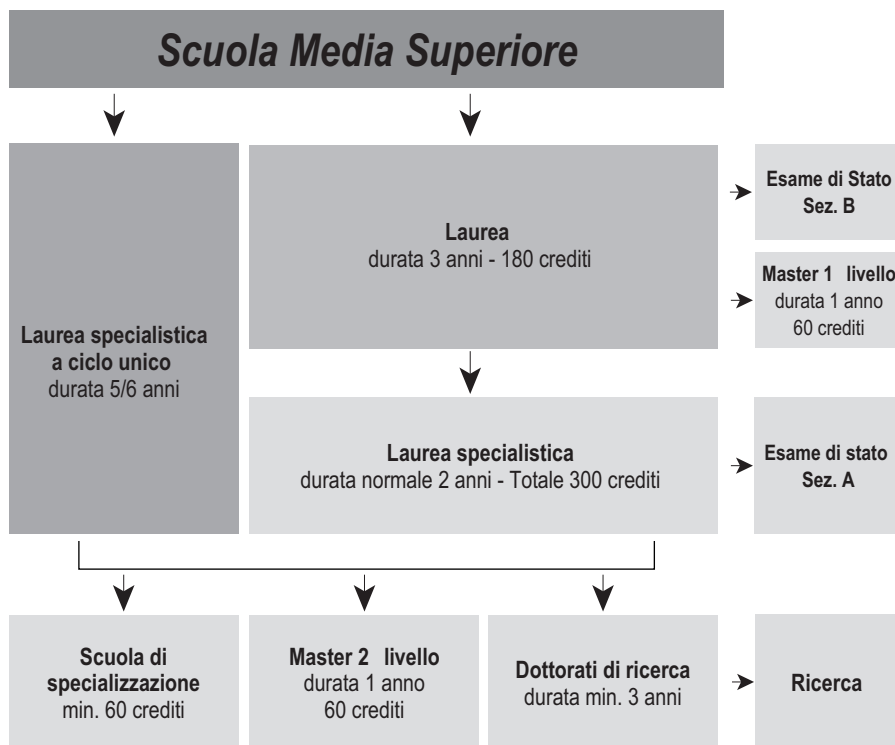 Scuola Media Superiore
Laurea specialistica
a ciclo unico
durata 5/6 anni
Laurea
durata 3 anni - 180 crediti
Esame di Stato
Sez. B
Master 1 livello
durata 1 anno
60 crediti
Laurea specialistica
durata normale 2 anni - Totale 300 crediti
Esame di stato
Sez. A
Scuola di
specializzazione
min. 60 crediti
Master 2 livello
durata 1 anno
60 crediti
Dottorati di ricerca
durata min. 3 anni
Ricerca